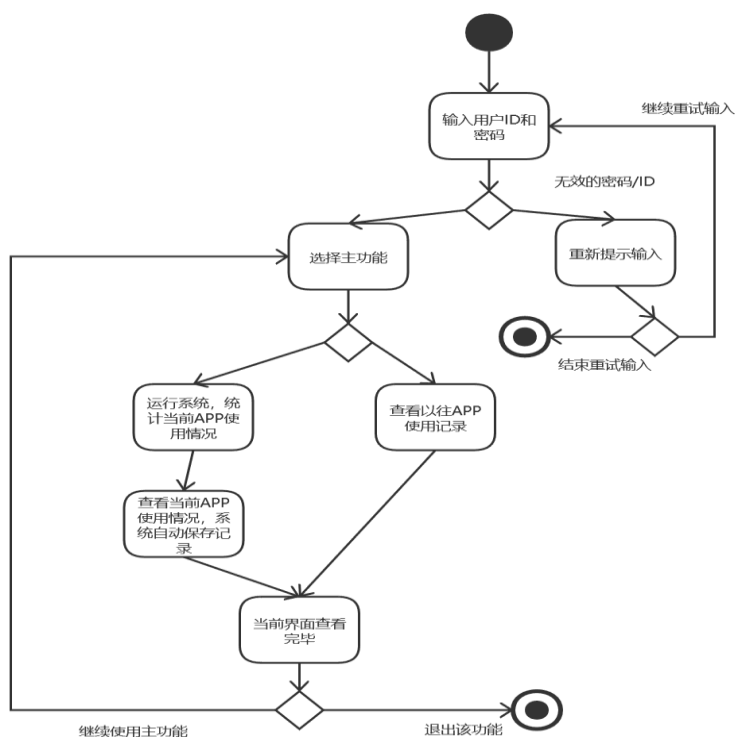 继续重试输入
输入用户ID和
密码
无效的密码/ID
选择主功能
重新提示输入
结束重试输入
运行系统，统
计当前APP使
用情况
查看以往APP
使用记录
查看当前APP
使用情况，系
统自动保存记
录
当前界面查看
完毕
继续使用主功能
退出该功能